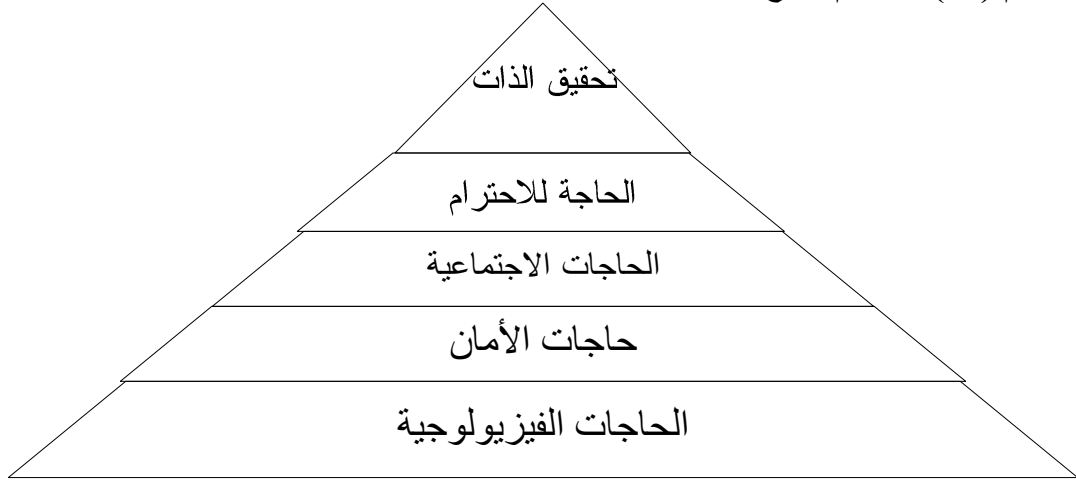 تحقيق الذات
الحاجة للاحترام
الحاجات الاجتماعية
حاجات الأمان
الحاجات الفيزيولوجية